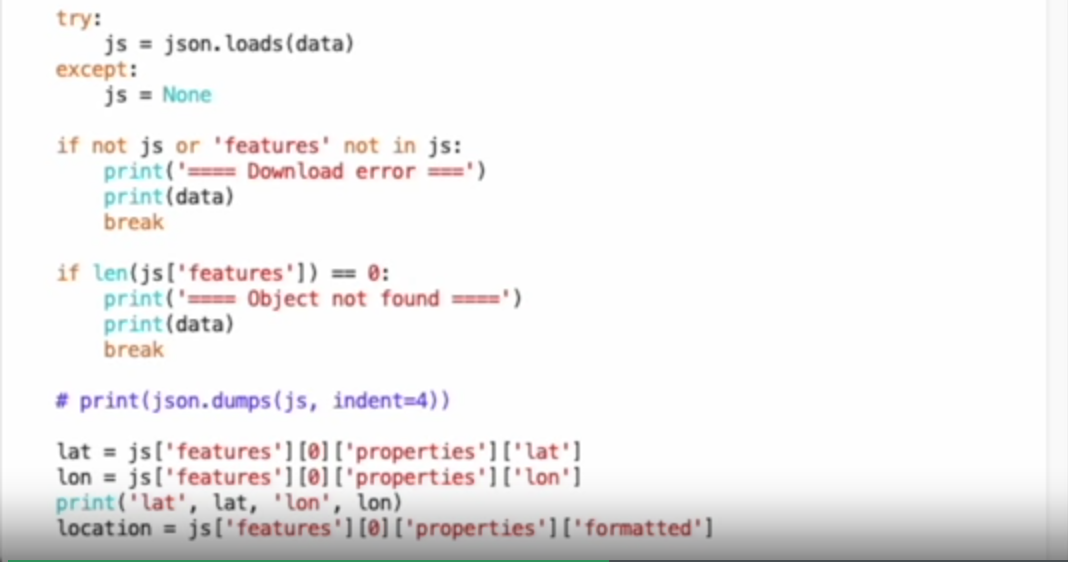 try:
    js = json.loads(data)
except:
    js = None

if not js or 'features' not in js:
    print('==== Download error ===')
    print(data)
    break

if len(js['features']) == 0:
    print('==== Object not found ====')
    print(data)
    break

# print(json.dumps(js, indent=4))

lat = js['features'][0]['properties']['lat']
lon = js['features'][0]['properties']['lon']
print('lat', lat, 'lon', lon)
location = js['features'][0]['properties']['formatted']